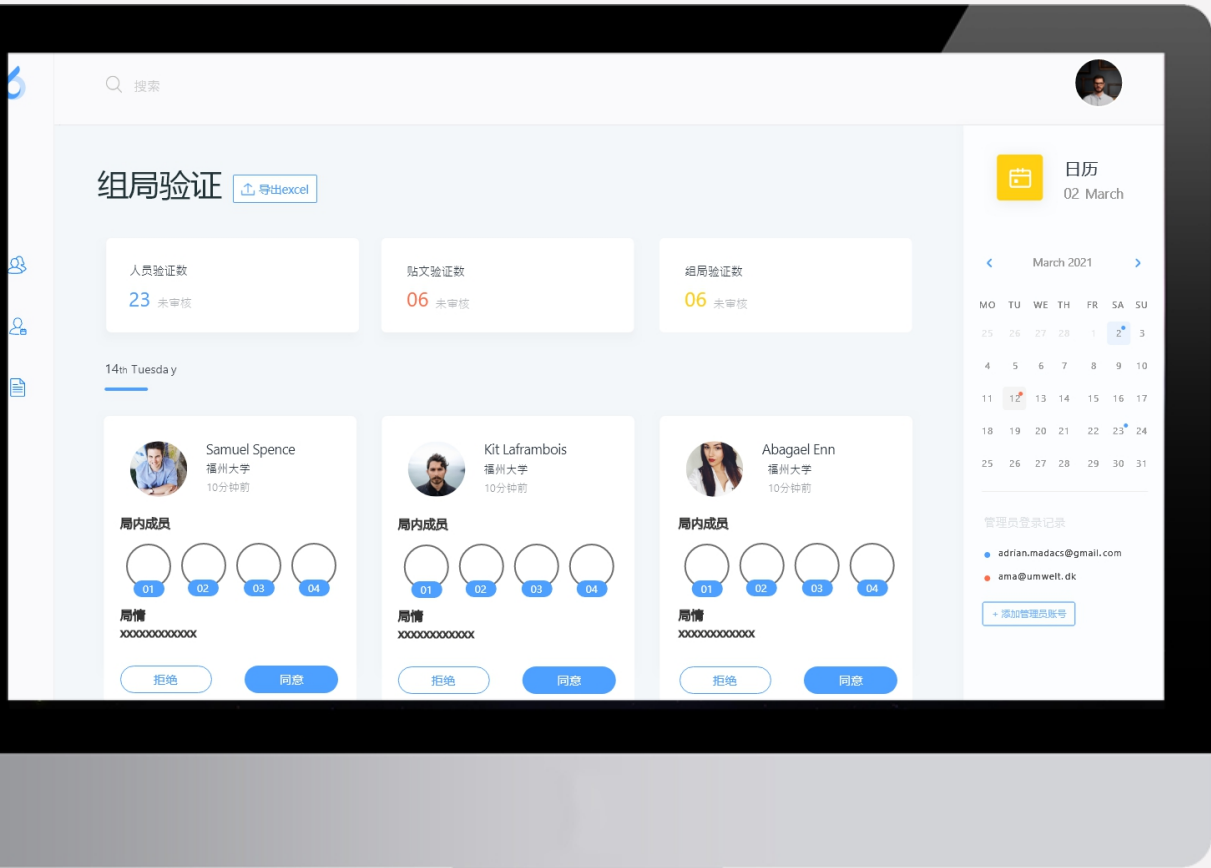 搜索
组局验证
导出excel
人员验证数
23 未审核
贴文验证数
06 未审核
组局验证数
06 未审核
14th Tuesday
Samuel Spence
福州大学
10分钟前
局内成员
01 02 03 04
局情
xxxxxxxxxxxx
拒绝 同意
Kit Laframbois
福州大学
10分钟前
局内成员
01 02 03 04
局情
xxxxxxxxxxxx
拒绝 同意
Abagael Enn
福州大学
10分钟前
局内成员
01 02 03 04
局情
xxxxxxxxxxxx
拒绝 同意
日历
02 March
March 2021
MO TU WE TH FR SA SU
25 26 27 28 1 2 3
4 5 6 7 8 9 10
11 12 13 14 15 16 17
18 19 20 21 22 23 24
25 26 27 28 29 30 31
管理员登录记录
adrian.madacs@gmail.com
ama@umwelt.dk
+ 添加管理员账号